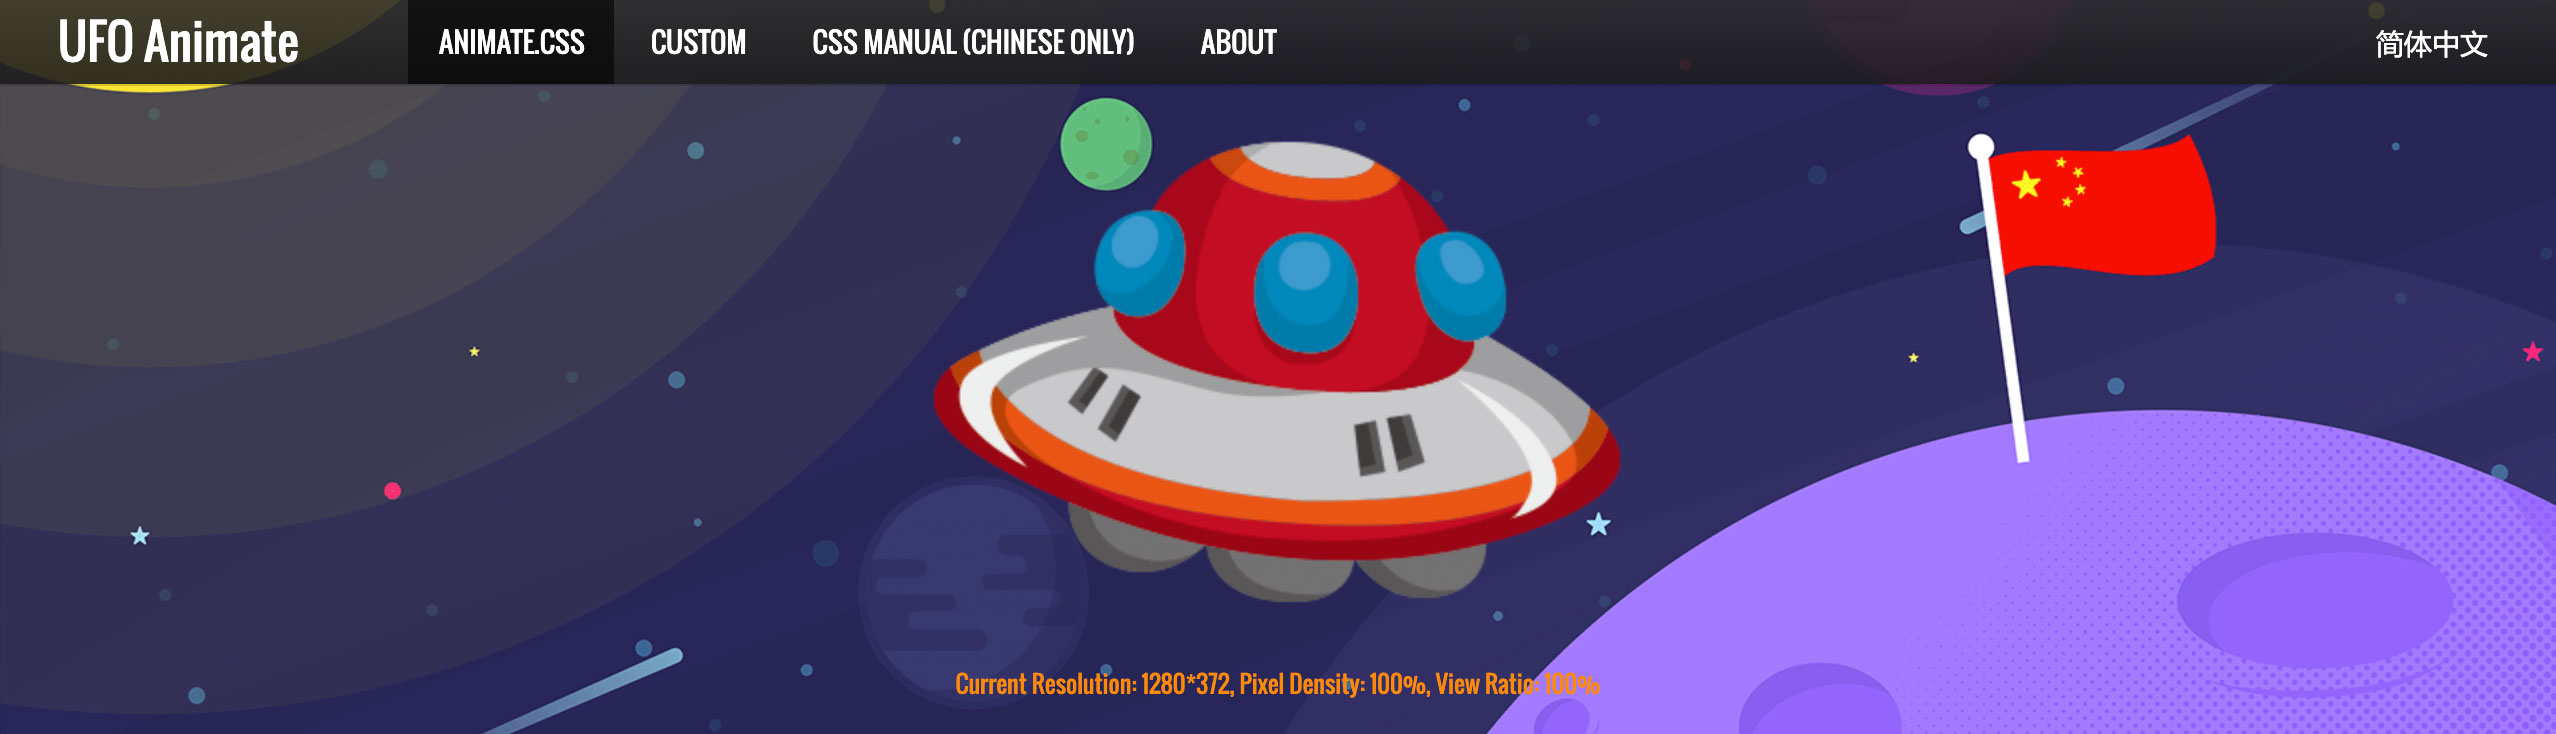 UFO Animate
ANIMATE.CSS
CUSTOM
CSS MANUAL (CHINESE ONLY)
ABOUT
简体中文
Current Resolution: 1280*372, Pixel Density: 100%, View Ratio: 100%